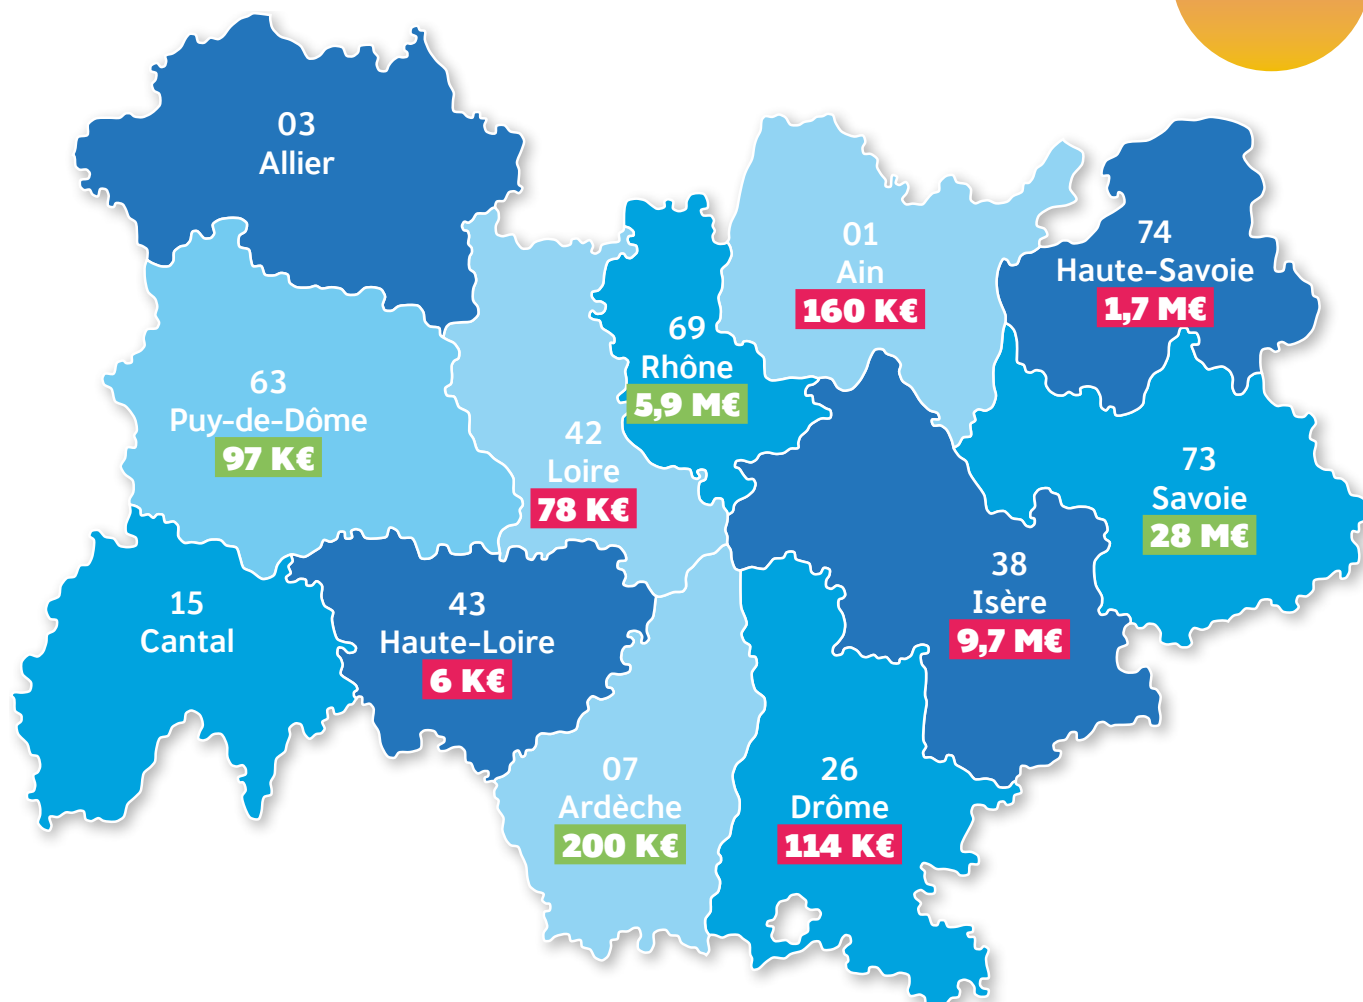 03
Allier
01
Ain
160 K€
74
Haute-Savoie
1,7 M€
69
Rhône
5,9 M€
63
Puy-de-Dôme
97 K€
42
Loire
78 K€
73
Savoie
28 M€
38
Isère
9,7 M€
15
Cantal
43
Haute-Loire
6 K€
07
Ardèche
200 K€
26
Drôme
114 K€